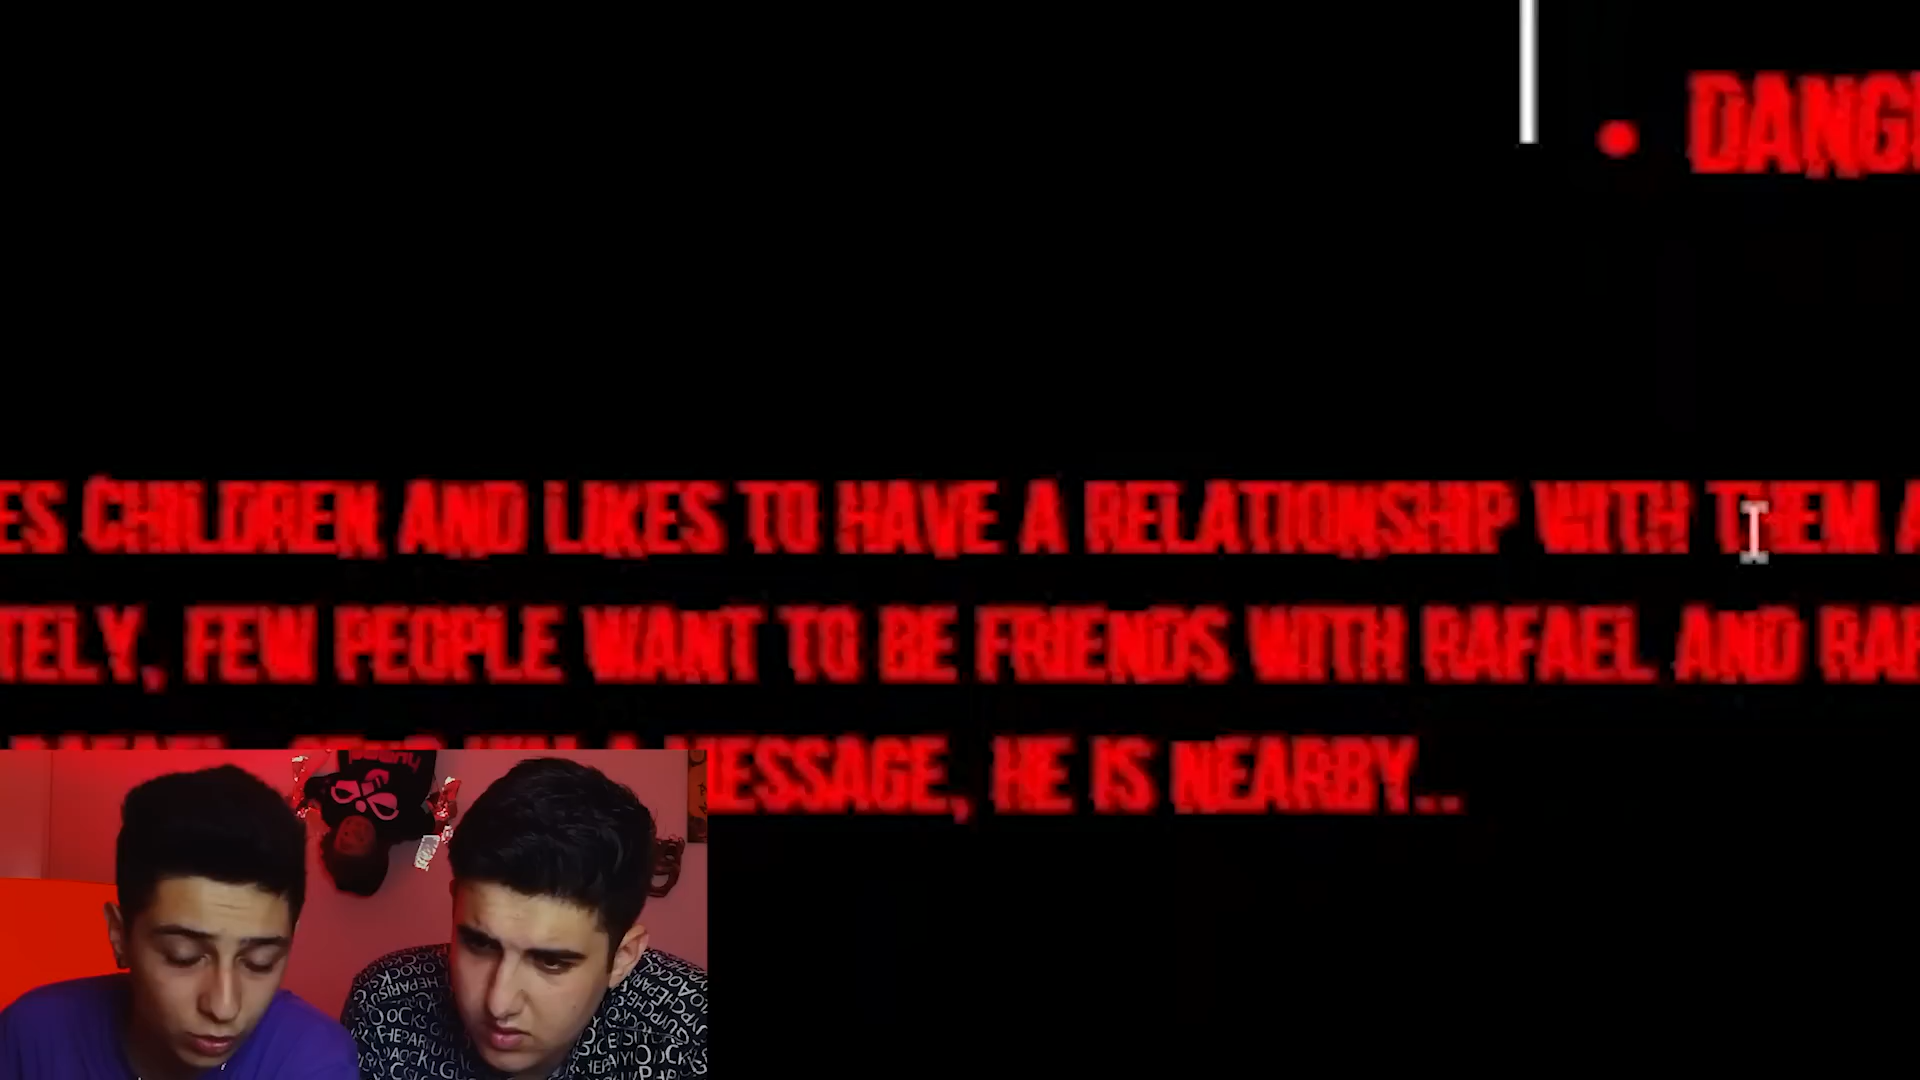 • DANG
ES CHILDREN AND LIKES TO HAVE A RELATIONSHIP WITH THEM A
TELY, FEW PEOPLE WANT TO BE FRIENDS WITH RAFAEL AND RAF
MESSAGE, HE IS NEARBY..